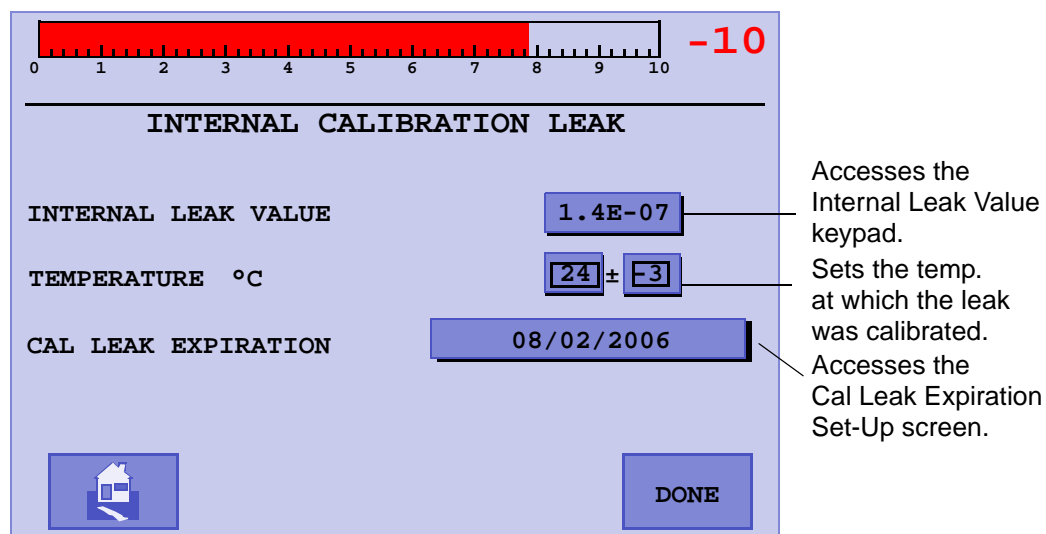 -10
0 1 2 3 4 5 6 7 8 9 10
INTERNAL CALIBRATION LEAK
INTERNAL LEAK VALUE 1.4E-07
Accesses the
Internal Leak Value
keypad.
TEMPERATURE °C 24 ± -3
Sets the temp.
at which the leak
was calibrated.
CAL LEAK EXPIRATION 08/02/2006
Accesses the
Cal Leak Expiration
Set-Up screen.
DONE